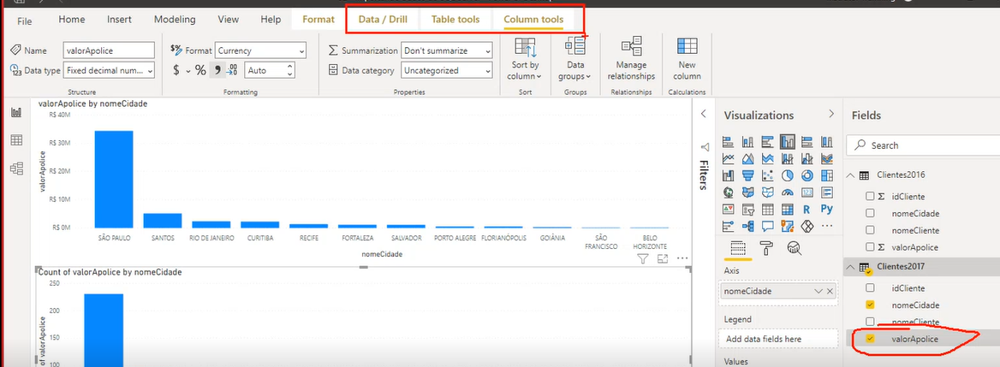 File Home Insert Modeling View Help Format Data / Drill Table tools Column tools
Name valorApolice
Data type Fixed decimal num...
Structure
Format Currency
$ % 9 .00 Auto
Formatting
Summarization Don't summarize
Data category Uncategorized
Properties
Sort by
column
Sort
Data
groups
Groups
Manage
relationships
Relationships
New
column
Calculations
valorApolice by nomeCidade
R$ 40M
R$ 30M
R$ 20M
R$ 10M
R$ 0M
valorApolice
SÃO PAULO SANTOS RIO DE JANEIRO CURITIBA RECIFE FORTALEZA SALVADOR PORTO ALEGRE FLORIANÓPOLIS GOIÂNIA SÃO FRANCISCO BELO HORIZONTE
nomeCidade
Count of valorApolice by nomeCidade
250
200
150
100
of valorApolice
Filters
Visualizations
R Py
Axis
nomeCidade
Legend
Add data fields here
Values
Fields
Search
Clientes2016
idCliente
nomeCidade
nomeCliente
valorApolice
Clientes2017
idCliente
nomeCidade
nomeCliente
valorApolice